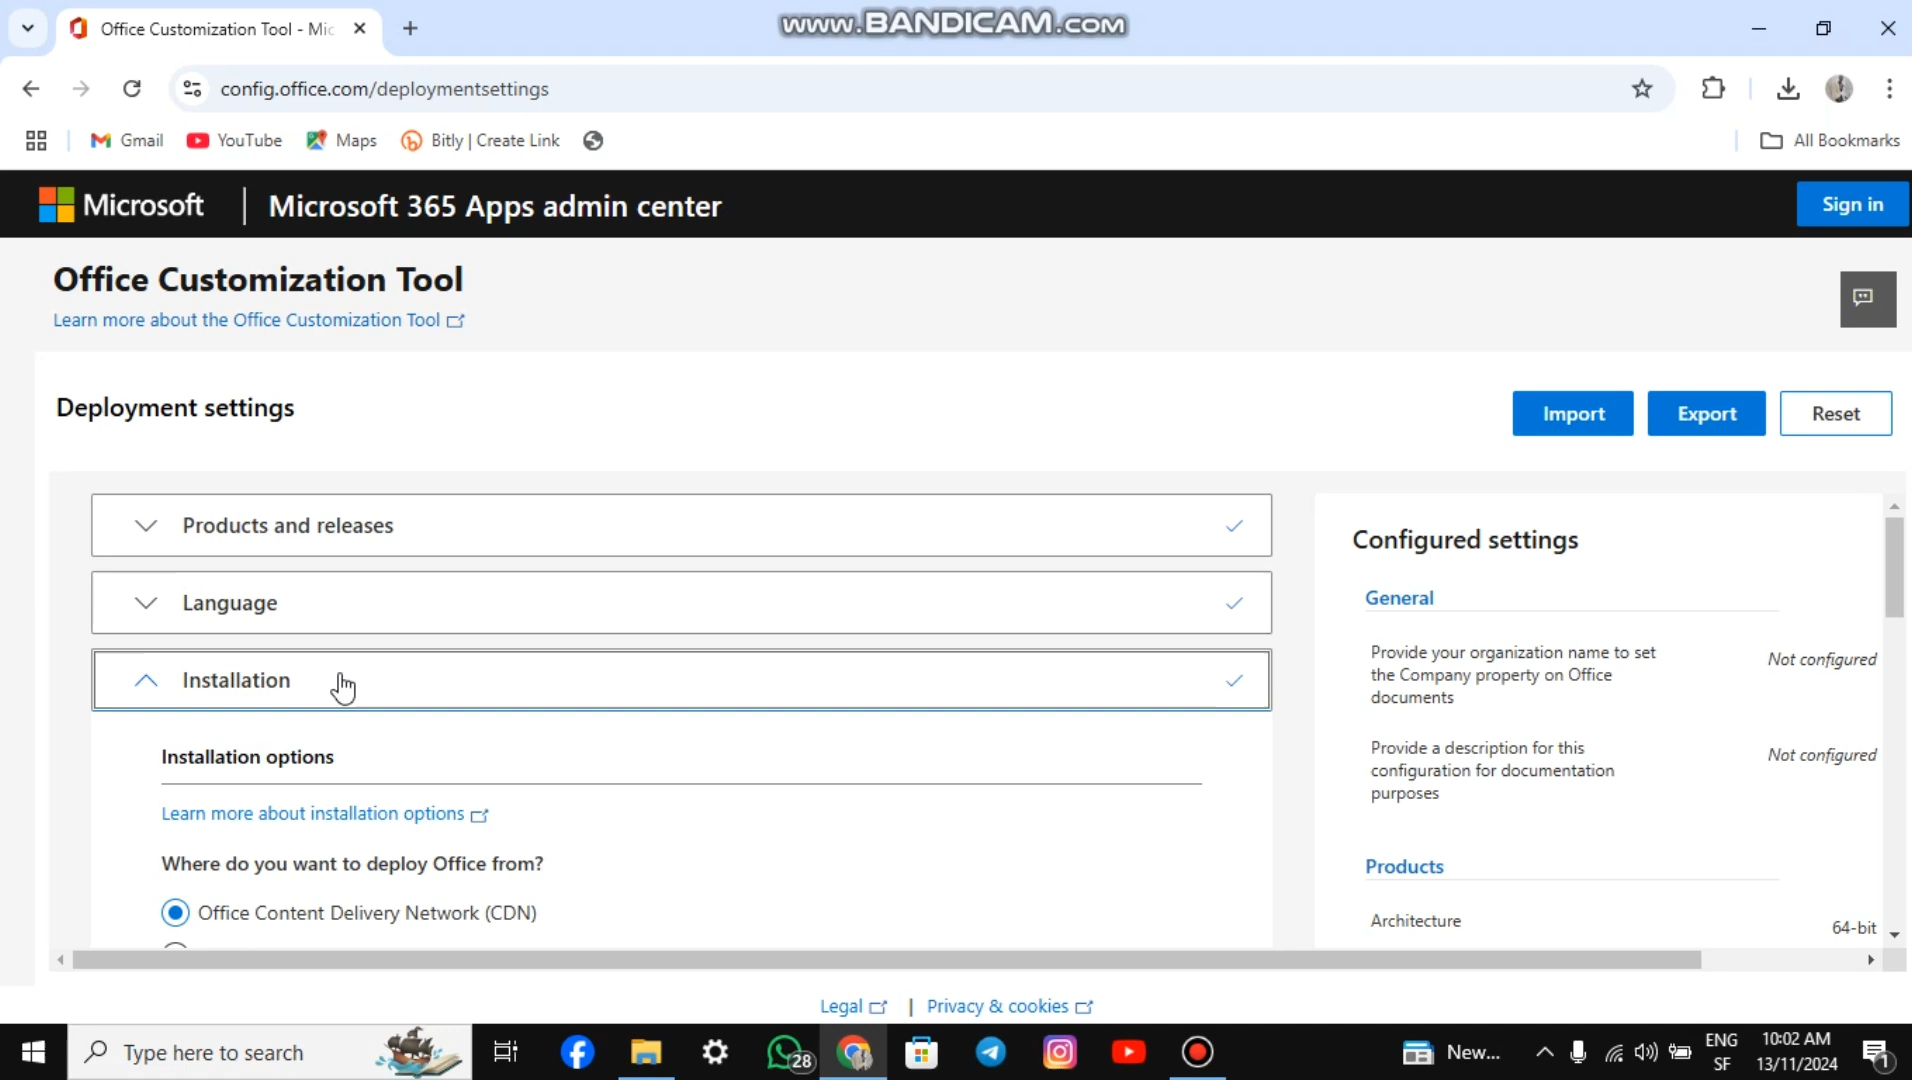 Office Customization Tool - Mic
www.BANDICAM.com
config.office.com/deploymentsettings
Gmail
YouTube
Maps
Bitly | Create Link
All Bookmarks
Microsoft
Microsoft 365 Apps admin center
Sign in
Office Customization Tool
Learn more about the Office Customization Tool
Deployment settings
Import
Export
Reset
Products and releases
Language
Installation
Installation options
Learn more about installation options
Where do you want to deploy Office from?
Office Content Delivery Network (CDN)
Configured settings
General
Provide your organization name to set
the Company property on Office
documents
Not configured
Provide a description for this
configuration for documentation
purposes
Not configured
Products
Architecture
64-bit
Legal | Privacy & cookies
Type here to search
28
New...
ENG
SF
10:02 AM
13/11/2024
1